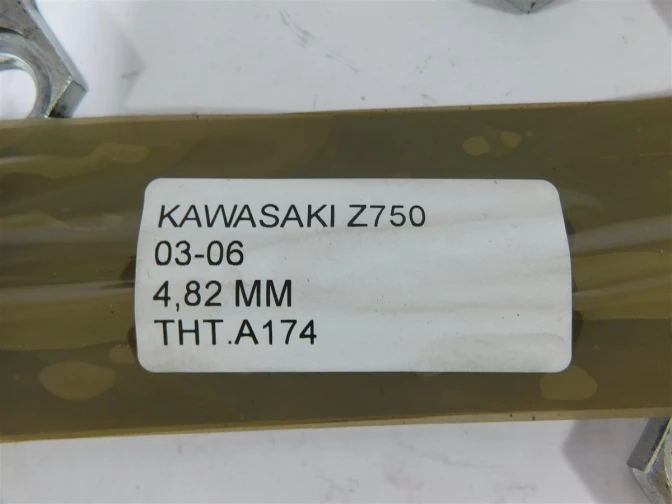 KAWASAKI Z750
03-06
4,82 MM
THT.A174